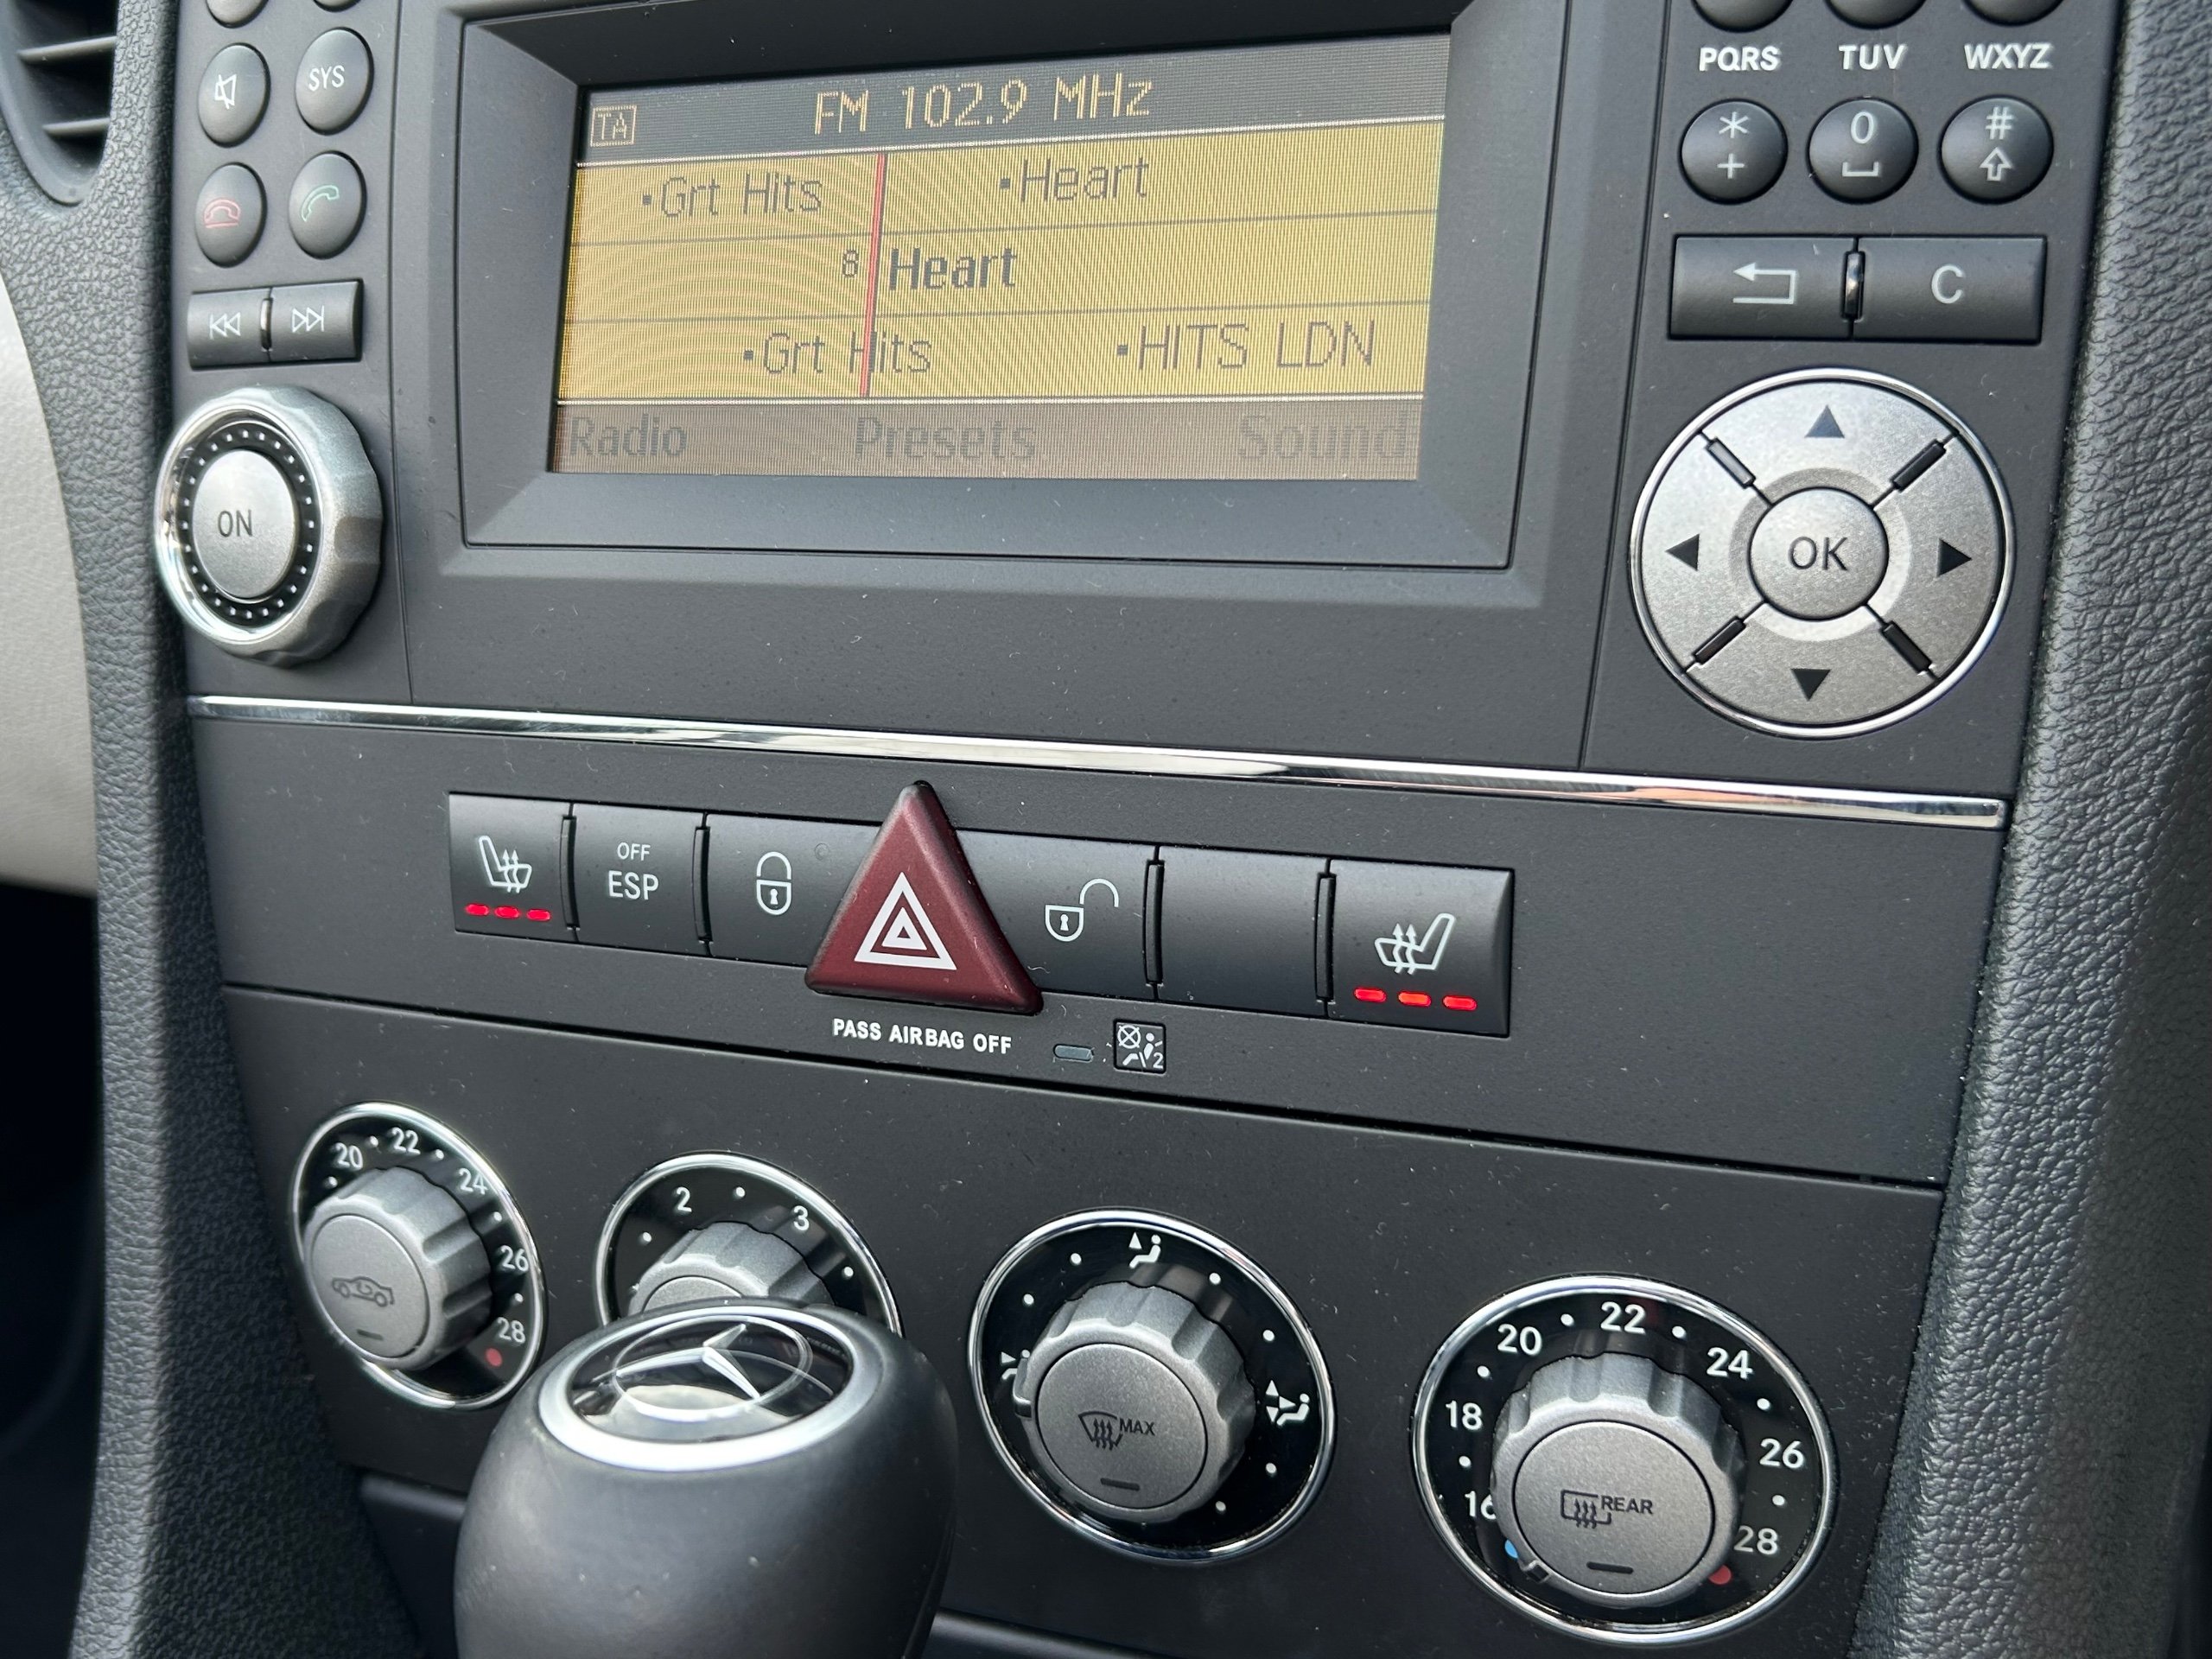 PQRS TUV WXYZ
SYS
TA FM 102.9 MHz
* 0 #
+
Grt Hits Heart
8 Heart
Grt Hits HITS LDN
Radio Presets Sound
C
ON
OK
OFF
ESP
PASS AIRBAG OFF 2
20 22 24 26 28
2 3
MAX
16 18 20 22 24 26 28
REAR